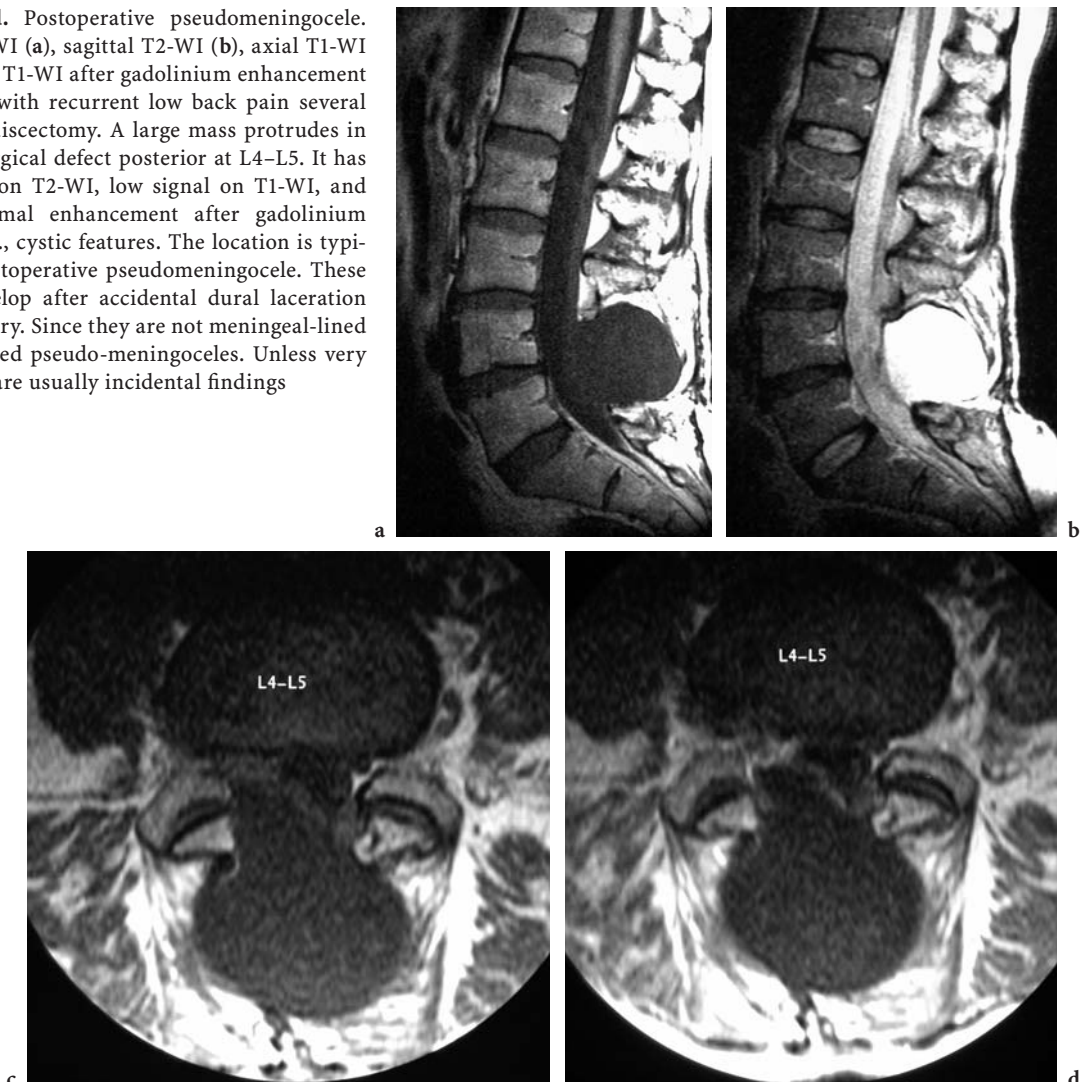 d. Postoperative pseudomeningocele.
WI (a), sagittal T2-WI (b), axial T1-WI
T1-WI after gadolinium enhancement
with recurrent low back pain several
discectomy. A large mass protrudes in
gical defect posterior at L4–L5. It has
on T2-WI, low signal on T1-WI, and
mal enhancement after gadolinium
., cystic features. The location is typi-
stoperative pseudomeningocele. These
elop after accidental dural laceration
ry. Since they are not meningeal-lined
ed pseudo-meningoceles. Unless very
are usually incidental findings
a
b
L4–L5
L4–L5
c
d